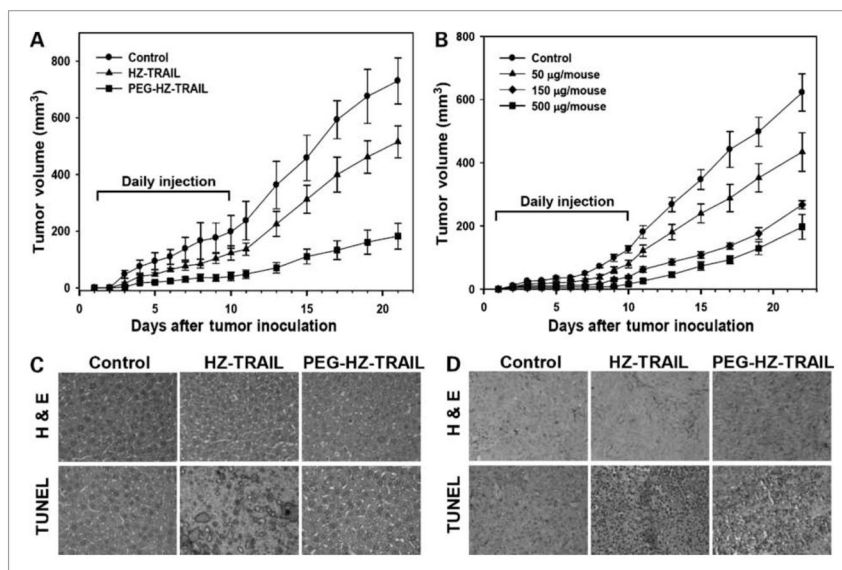 A
Control
HZ-TRAIL
PEG-HZ-TRAIL
Daily injection
Tumor volume (mm³)
800
600
400
200
0
0
5
10
15
20
Days after tumor inoculation
B
Control
50 µg/mouse
150 µg/mouse
500 µg/mouse
Daily injection
Tumor volume (mm³)
800
600
400
200
0
0
5
10
15
20
Days after tumor inoculation
C
Control
HZ-TRAIL
PEG-HZ-TRAIL
H & E
TUNEL
D
Control
HZ-TRAIL
PEG-HZ-TRAIL
H & E
TUNEL